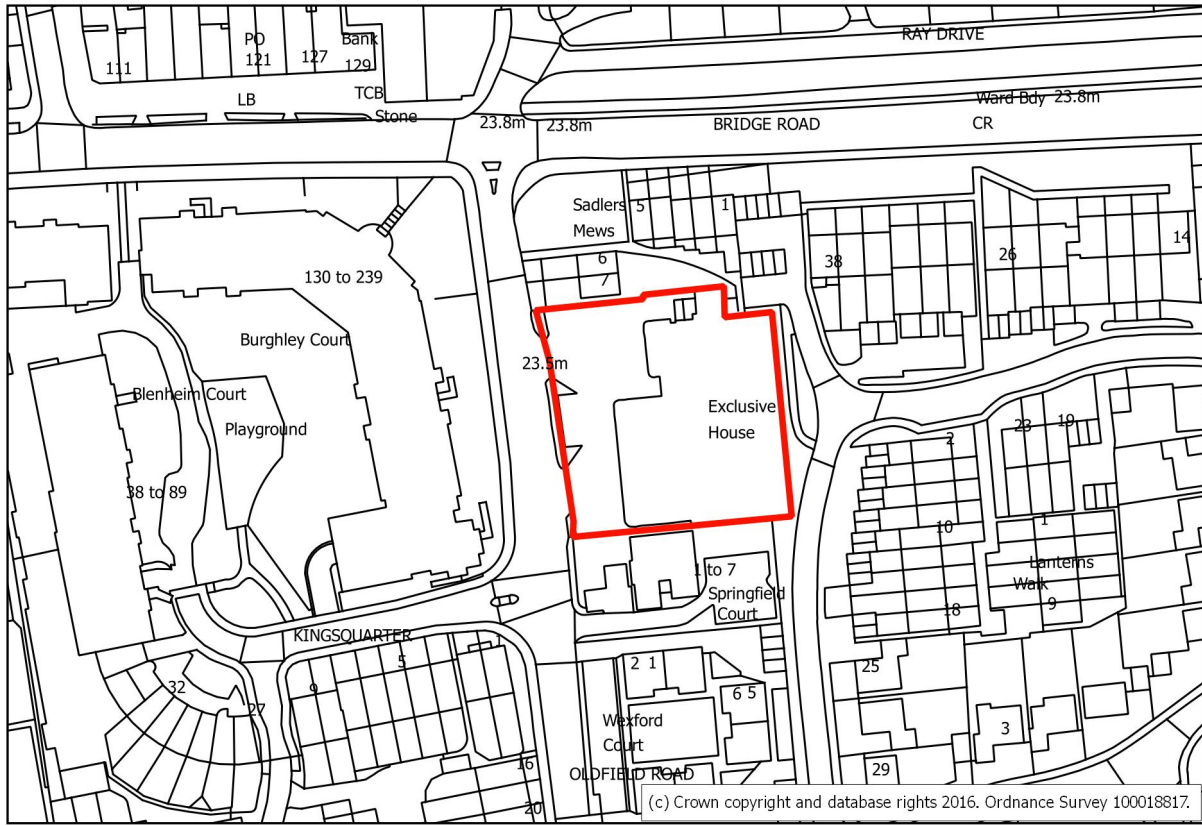 RAY DRIVE
PO
Bank
111
121
127
129
LB
TCB
Stone
Ward Bdy 23.8m
23.8m
23.8m
BRIDGE ROAD
CR
Sadlers
Mews
5
1
6
7
38
26
14
130 to 239
Burghley Court
23.5m
Blenheim Court
Playground
Exclusive
House
2
23
19
38 to 89
10
1
1 to 7
Springfield
Court
Lanterns
Walk
9
18
KINGSQUARTER
1
5
9
2 1
6 5
25
32
27
Wexford
Court
3
16
OLDFIELD ROAD
29
20
(c) Crown copyright and database rights 2016. Ordnance Survey 100018817.